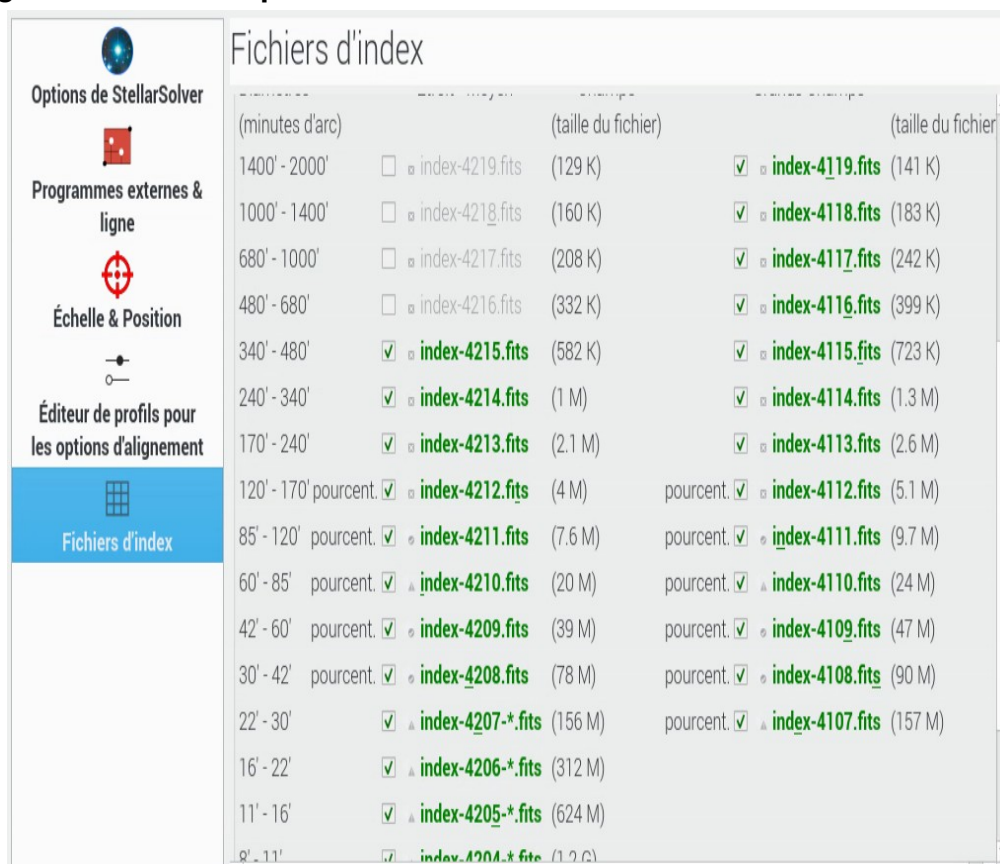 Fichiers d'index
Options de StellarSolver
Programmes externes &
ligne
Échelle & Position
Éditeur de profils pour
les options d'alignement
Fichiers d'index
(minutes d'arc) (taille du fichier) (taille du fichier
1400' - 2000' index-4219.fits (129 K) index-4119.fits (141 K)
1000' - 1400' index-4218.fits (160 K) index-4118.fits (183 K)
680' - 1000' index-4217.fits (208 K) index-4117.fits (242 K)
480' - 680' index-4216.fits (332 K) index-4116.fits (399 K)
340' - 480' index-4215.fits (582 K) index-4115.fits (723 K)
240' - 340' index-4214.fits (1 M) index-4114.fits (1.3 M)
170' - 240' index-4213.fits (2.1 M) index-4113.fits (2.6 M)
120' - 170' pourcent. index-4212.fits (4 M) pourcent. index-4112.fits (5.1 M)
85' - 120' pourcent. index-4211.fits (7.6 M) pourcent. index-4111.fits (9.7 M)
60' - 85' pourcent. index-4210.fits (20 M) pourcent. index-4110.fits (24 M)
42' - 60' pourcent. index-4209.fits (39 M) pourcent. index-4109.fits (47 M)
30' - 42' pourcent. index-4208.fits (78 M) pourcent. index-4108.fits (90 M)
22' - 30' index-4207-*.fits (156 M) pourcent. index-4107.fits (157 M)
16' - 22' index-4206-*.fits (312 M)
11' - 16' index-4205-*.fits (624 M)
8' - 11' index-4204-*.fits (1.2 G)